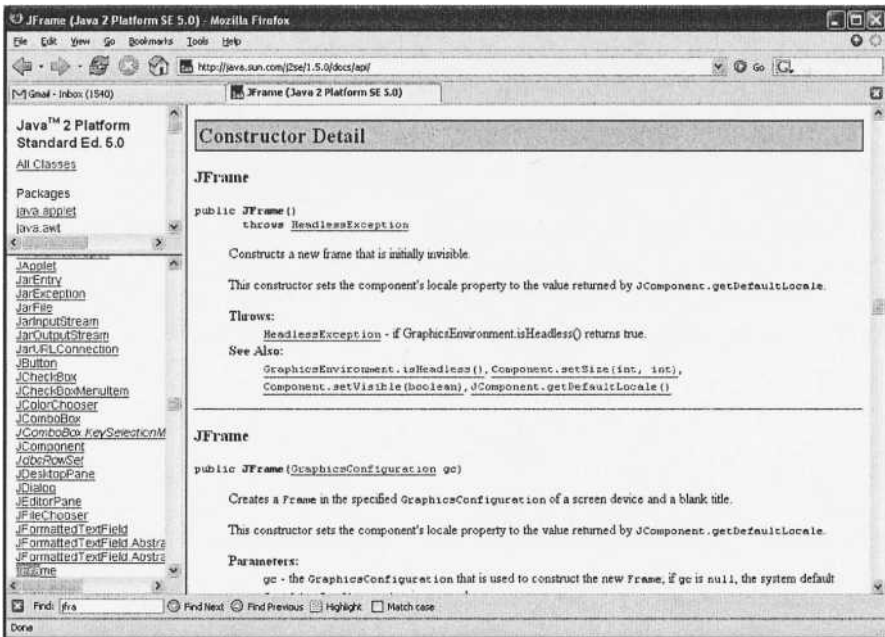 JFrame (Java 2 Platform SE 5.0) - Mozilla Firefox
File Edit View Go Bookmarks Tools Help
http://java.sun.com/j2se/1.5.0/docs/api/
Go
Gmail - Inbox (1540)
JFrame (Java 2 Platform SE 5.0)
Java™ 2 Platform
Standard Ed. 5.0
All Classes
Packages
java.applet
java.awt
JApplet
JarEntry
JarException
JarFile
JarInputStream
JarOutputStream
JarURLConnection
JButton
JCheckBox
JCheckBoxMenuItem
JColorChooser
JComboBox
JComboBox.KeySelectionM
JComponent
JdbcRowSet
JDesktopPane
JDialog
JEditorPane
JFileChooser
JFormattedTextField
JFormattedTextField.Abstra
JFormattedTextField.Abstra
JFrame
Constructor Detail
JFrame
public JFrame()
throws HeadlessException
Constructs a new frame that is initially invisible.
This constructor sets the component's locale property to the value returned by JComponent.getDefaultLocale.
Throws:
HeadlessException - if GraphicsEnvironment.isHeadless() returns true.
See Also:
GraphicsEnvironment.isHeadless(), Component.setSize(int, int),
Component.setVisible(boolean), JComponent.getDefaultLocale()
JFrame
public JFrame(GraphicsConfiguration gc)
Creates a Frame in the specified GraphicsConfiguration of a screen device and a blank title.
This constructor sets the component's locale property to the value returned by JComponent.getDefaultLocale.
Parameters:
gc - the GraphicsConfiguration that is used to construct the new Frame; if gc is null, the system default
Find: jfra Find Next Find Previous Highlight Match case
Done